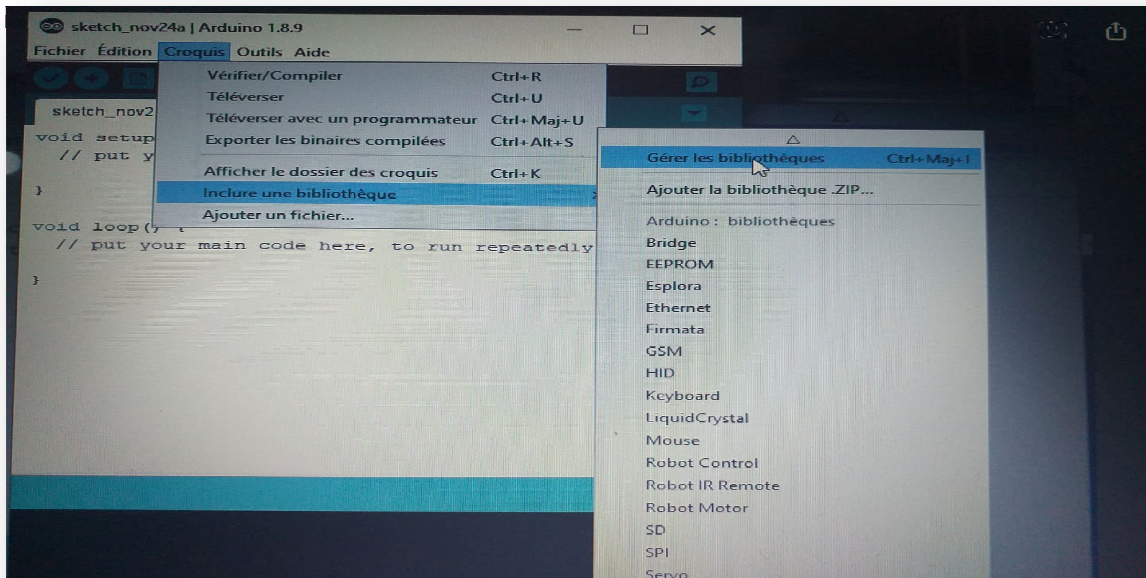 sketch_nov24a | Arduino 1.8.9
Fichier Édition Croquis Outils Aide
Vérifier/Compiler Ctrl+R
Téléverser Ctrl+U
Téléverser avec un programmateur Ctrl+Maj+U
Exporter les binaires compilées Ctrl+Alt+S
Afficher le dossier des croquis Ctrl+K
Inclure une bibliothèque
Ajouter un fichier...
sketch_nov2
void setup
// put y
}
void loop() {
// put your main code here, to run repeatedly
}
Gérer les bibliothèques Ctrl+Maj+I
Ajouter la bibliothèque .ZIP...
Arduino : bibliothèques
Bridge
EEPROM
Esplora
Ethernet
Firmata
GSM
HID
Keyboard
LiquidCrystal
Mouse
Robot Control
Robot IR Remote
Robot Motor
SD
SPI
Servo